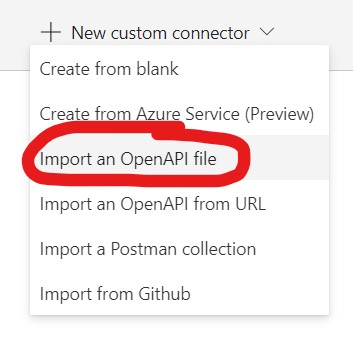 New custom connector
Create from blank
Create from Azure Service (Preview)
Import an OpenAPI file
Import an OpenAPI from URL
Import a Postman collection
Import from Github